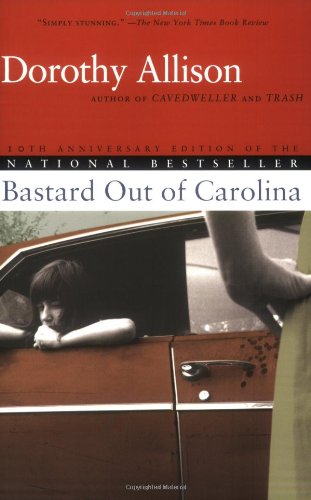 "SIMPLY STUNNING." —The New York Times Book Review
Dorothy Allison
AUTHOR OF CAVEDWELLER AND TRASH
10TH ANNIVERSARY EDITION OF THE
NATIONAL BESTSELLER
Bastard Out of Carolina